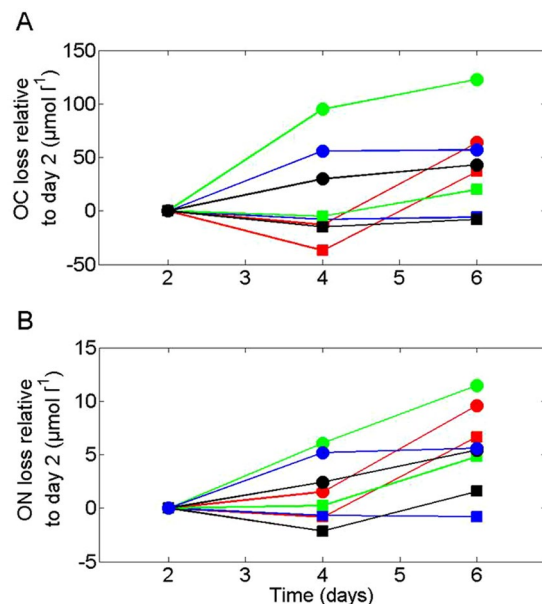 A
150
100
50
0
-50
OC loss relative
to day 2 (µmol l⁻¹)
2 3 4 5 6
B
15
10
5
0
-5
ON loss relative
to day 2 (µmol l⁻¹)
2 3 4 5 6
Time (days)